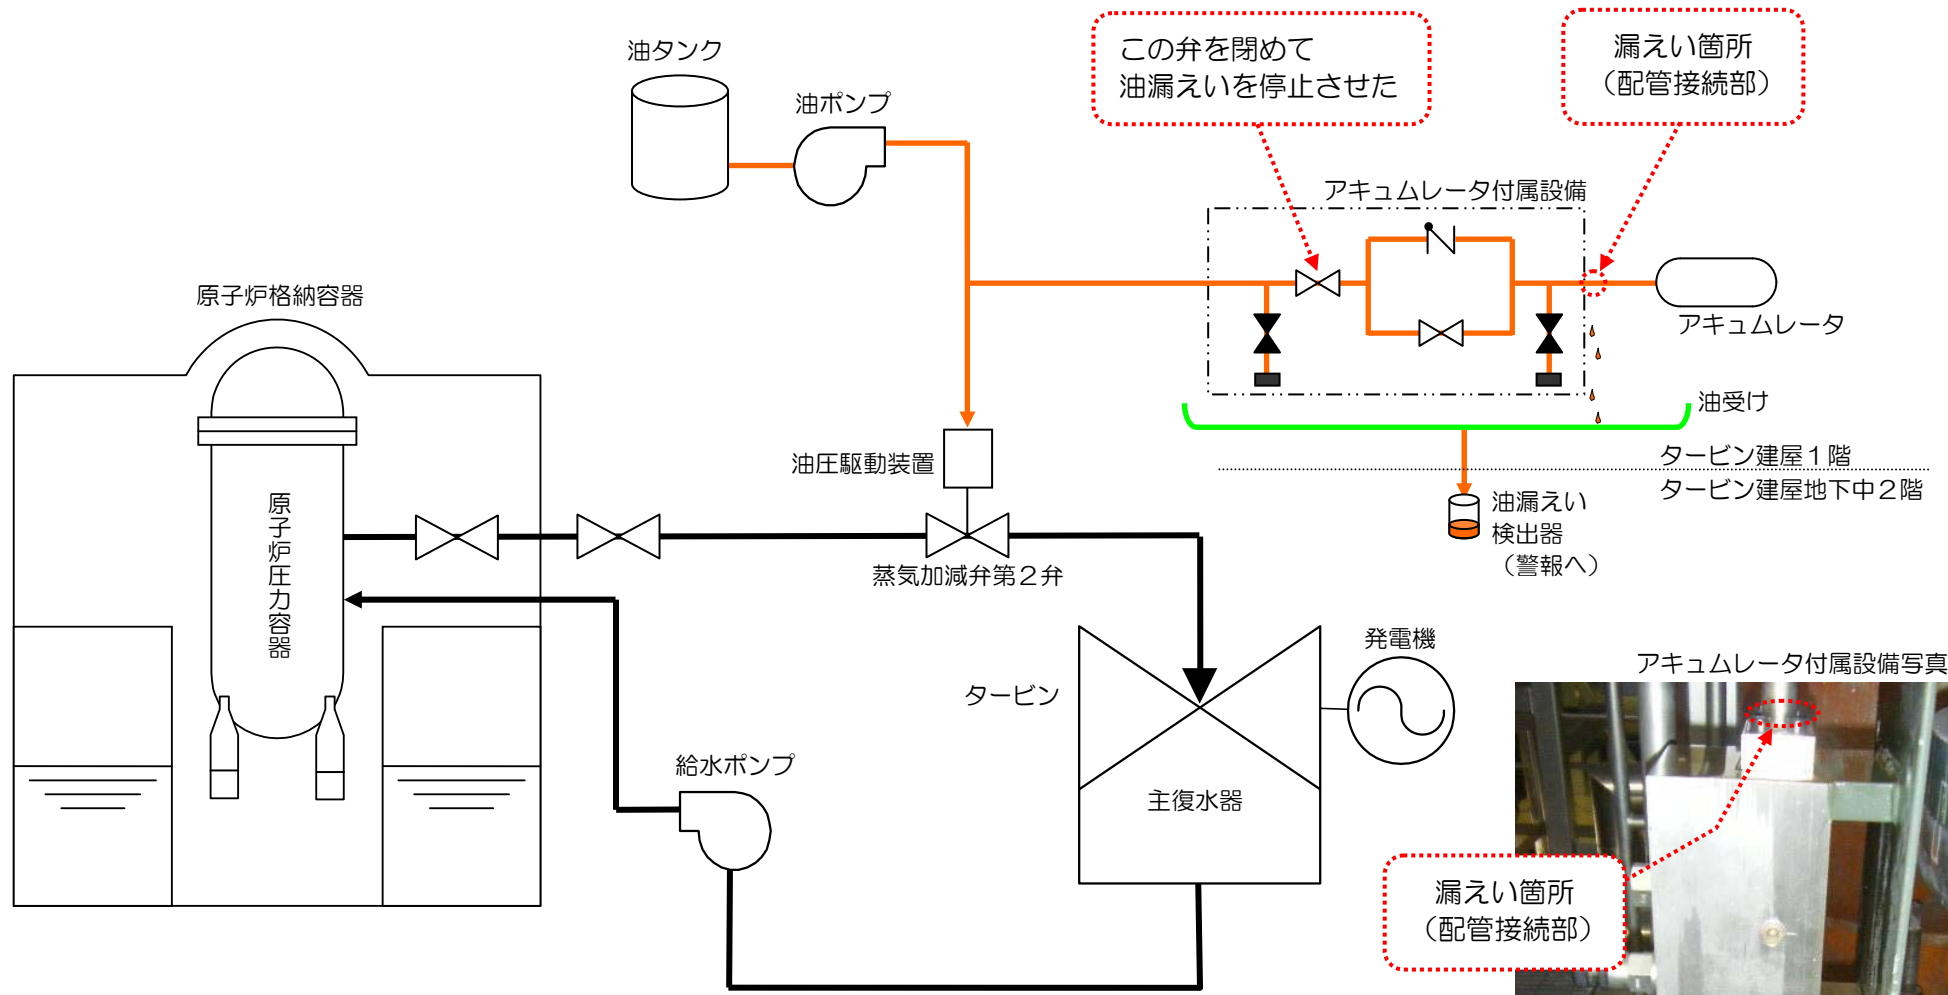 油タンク
油ポンプ
この弁を閉めて
油漏えいを停止させた
漏えい箇所
（配管接続部）
アキュムレータ付属設備
アキュムレータ
油受け
タービン建屋１階
タービン建屋地下中２階
油漏えい
検出器
（警報へ）
原子炉格納容器
原子炉圧力容器
油圧駆動装置
蒸気加減弁第２弁
タービン
発電機
主復水器
給水ポンプ
アキュムレータ付属設備写真
漏えい箇所
（配管接続部）